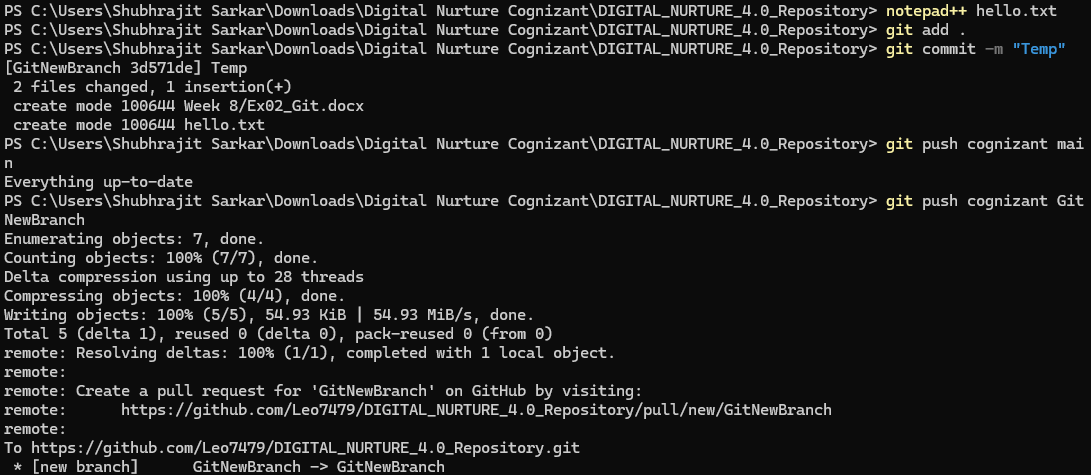 PS C:\Users\Shubhrajit Sarkar\Downloads\Digital Nurture Cognizant\DIGITAL_NURTURE_4.0_Repository> notepad++ hello.txt
PS C:\Users\Shubhrajit Sarkar\Downloads\Digital Nurture Cognizant\DIGITAL_NURTURE_4.0_Repository> git add .
PS C:\Users\Shubhrajit Sarkar\Downloads\Digital Nurture Cognizant\DIGITAL_NURTURE_4.0_Repository> git commit -m "Temp"
[GitNewBranch 3d571de] Temp
 2 files changed, 1 insertion(+)
 create mode 100644 Week 8/Ex02_Git.docx
 create mode 100644 hello.txt
PS C:\Users\Shubhrajit Sarkar\Downloads\Digital Nurture Cognizant\DIGITAL_NURTURE_4.0_Repository> git push cognizant mai
n
Everything up-to-date
PS C:\Users\Shubhrajit Sarkar\Downloads\Digital Nurture Cognizant\DIGITAL_NURTURE_4.0_Repository> git push cognizant Git
NewBranch
Enumerating objects: 7, done.
Counting objects: 100% (7/7), done.
Delta compression using up to 28 threads
Compressing objects: 100% (4/4), done.
Writing objects: 100% (5/5), 54.93 KiB | 54.93 MiB/s, done.
Total 5 (delta 1), reused 0 (delta 0), pack-reused 0 (from 0)
remote: Resolving deltas: 100% (1/1), completed with 1 local object.
remote:
remote: Create a pull request for 'GitNewBranch' on GitHub by visiting:
remote:      https://github.com/Leo7479/DIGITAL_NURTURE_4.0_Repository/pull/new/GitNewBranch
remote:
To https://github.com/Leo7479/DIGITAL_NURTURE_4.0_Repository.git
 * [new branch]      GitNewBranch -> GitNewBranch